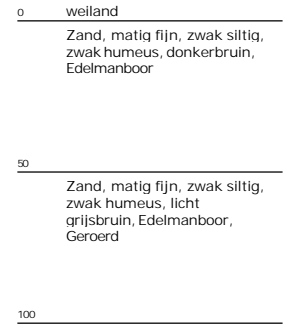 0 weiland
Zand, matig fijn, zwak siltig,
zwak humeus, donkerbruin,
Edelmanboor
50
Zand, matig fijn, zwak siltig,
zwak humeus, licht
grijsbruin, Edelmanboor,
Geroerd
100